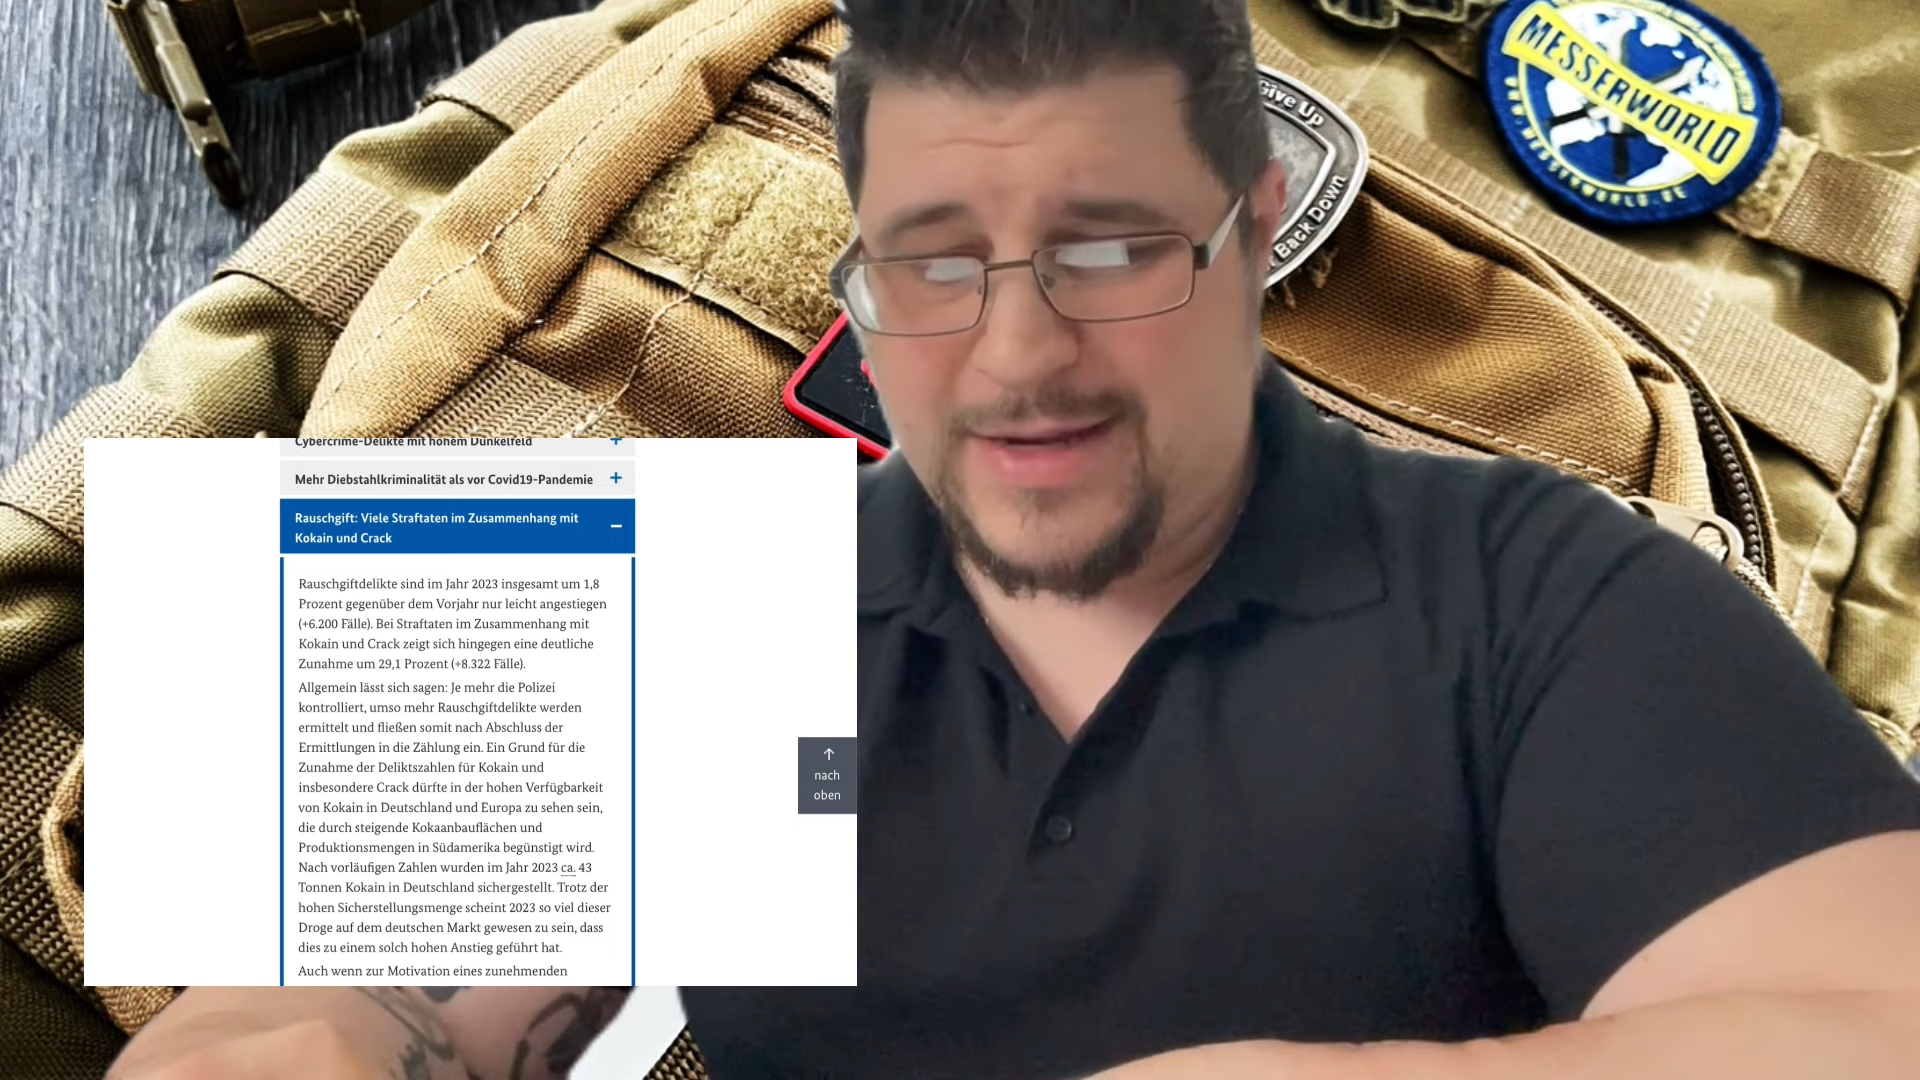 Give Up
Back Down
MESSERWORLD
Cybercrime-Delikte mit hohem Dunkelfeld
Mehr Diebstahlkriminalität als vor Covid19-Pandemie
Rauschgift: Viele Straftaten im Zusammenhang mit
Kokain und Crack
Rauschgiftdelikte sind im Jahr 2023 insgesamt um 1,8
Prozent gegenüber dem Vorjahr nur leicht angestiegen
(+6.200 Fälle). Bei Straftaten im Zusammenhang mit
Kokain und Crack zeigt sich hingegen eine deutliche
Zunahme um 29,1 Prozent (+8.322 Fälle).
Allgemein lässt sich sagen: Je mehr die Polizei
kontrolliert, umso mehr Rauschgiftdelikte werden
ermittelt und fließen somit nach Abschluss der
Ermittlungen in die Zählung ein. Ein Grund für die
Zunahme der Deliktszahlen für Kokain und
insbesondere Crack dürfte in der hohen Verfügbarkeit
von Kokain in Deutschland und Europa zu sehen sein,
die durch steigende Kokaanbauflächen und
Produktionsmengen in Südamerika begünstigt wird.
Nach vorläufigen Zahlen wurden im Jahr 2023 ca. 43
Tonnen Kokain in Deutschland sichergestellt. Trotz der
hohen Sicherstellungsmenge scheint 2023 so viel dieser
Droge auf dem deutschen Markt gewesen zu sein, dass
dies zu einem solch hohen Anstieg geführt hat.
Auch wenn zur Motivation eines zunehmenden
nach
oben